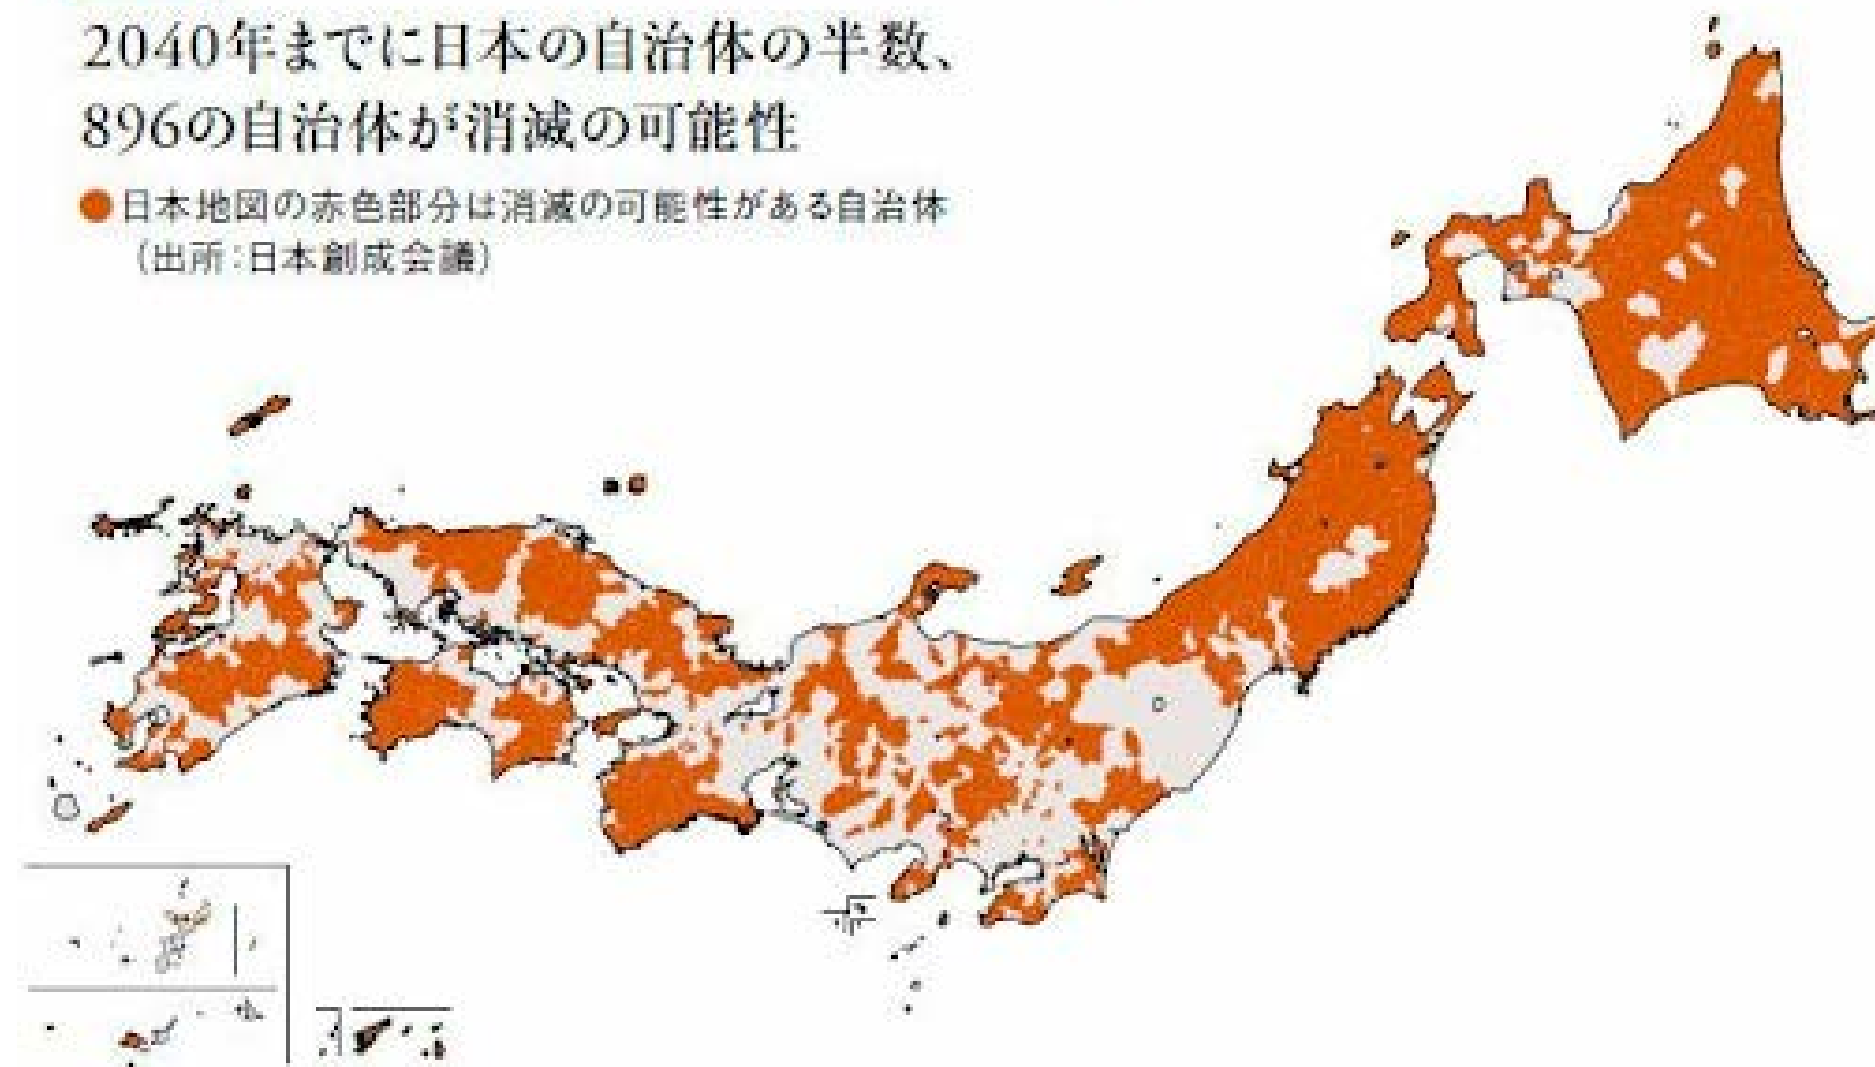 2040年までに日本の自治体の半数、
896の自治体が消滅の可能性
●日本地図の赤色部分は消滅の可能性がある自治体
(出所:日本創成会議)